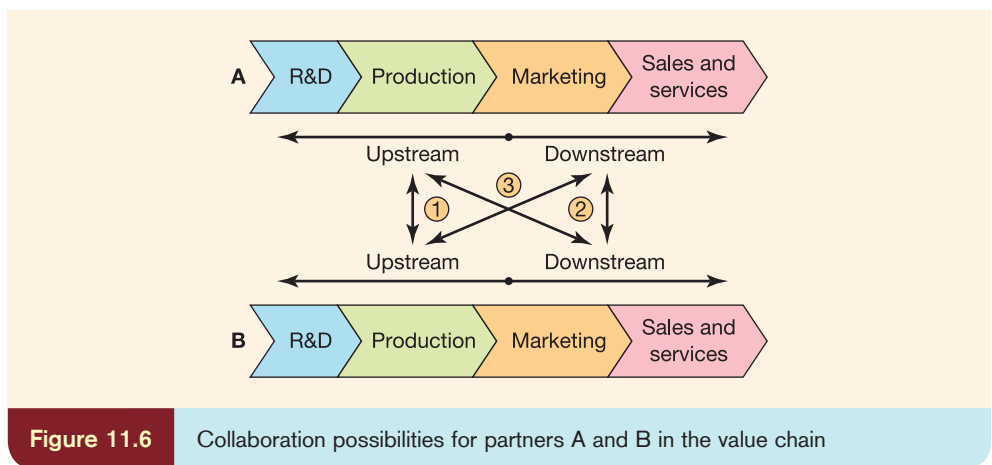 A
R&D
Production
Marketing
Sales and
services
Upstream
Downstream
3
1
2
Upstream
Downstream
B
R&D
Production
Marketing
Sales and
services
Figure 11.6
Collaboration possibilities for partners A and B in the value chain